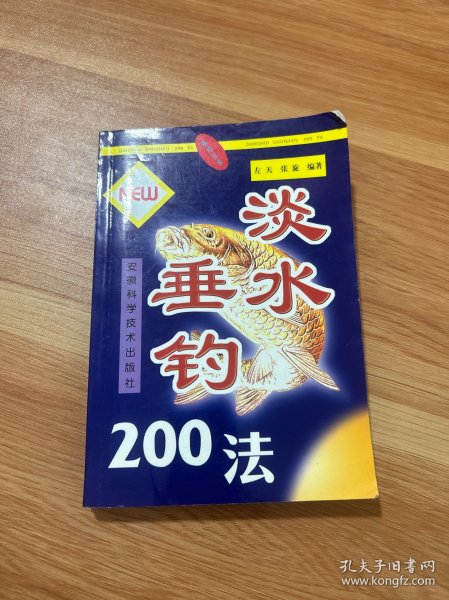 左天 张旋 编著
NEW
淡水
垂钓
200法
安徽科学技术出版社
孔夫子旧书网
www.kongfz.com